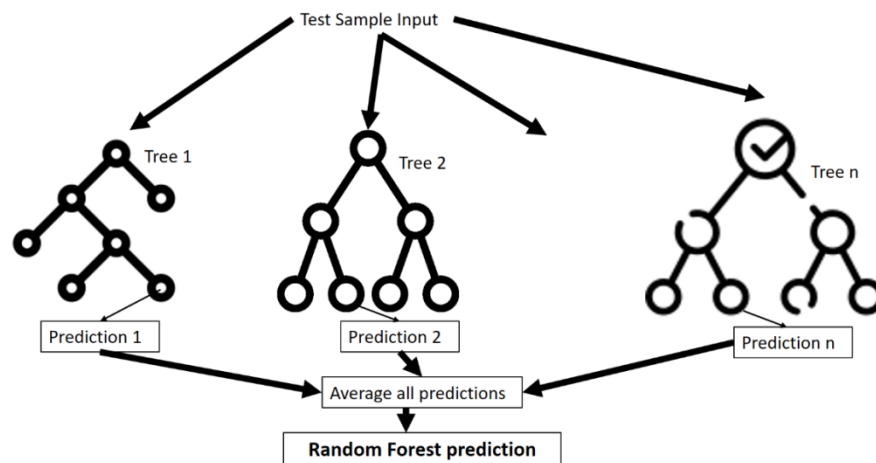 Test Sample Input
Tree 1
Tree 2
Tree n
Prediction 1
Prediction 2
Prediction n
Average all predictions
Random Forest prediction